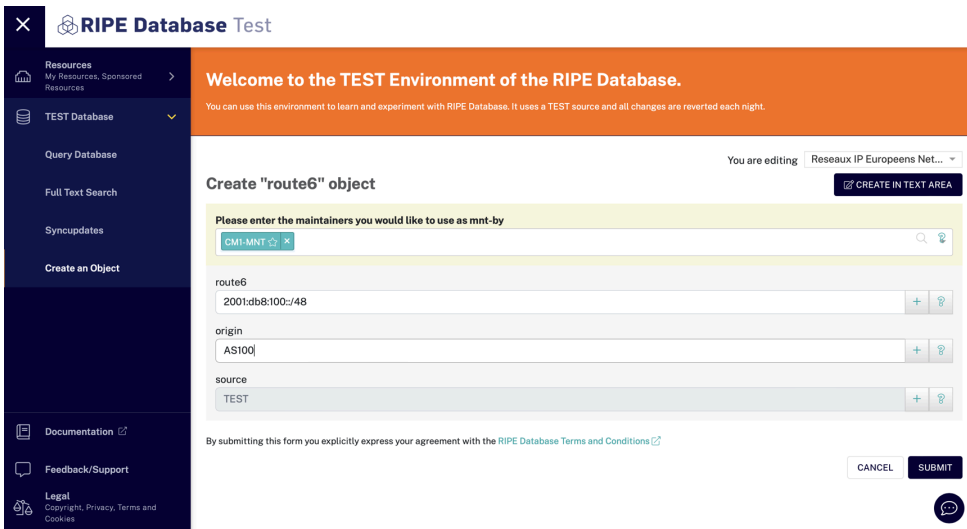 RIPE Database Test
Resources
My Resources, Sponsored
Resources
TEST Database
Query Database
Full Text Search
Syncupdates
Create an Object
Documentation
Feedback/Support
Legal
Copyright, Privacy, Terms and
Cookies
Welcome to the TEST Environment of the RIPE Database.
You can use this environment to learn and experiment with RIPE Database. It uses a TEST source and all changes are reverted each night.
You are editing Reseaux IP Europeens Net...
Create "route6" object
CREATE IN TEXT AREA
Please enter the maintainers you would like to use as mnt-by
CM1-MNT
route6
2001:db8:100::/48
origin
AS100
source
TEST
By submitting this form you explicitly express your agreement with the RIPE Database Terms and Conditions
CANCEL SUBMIT